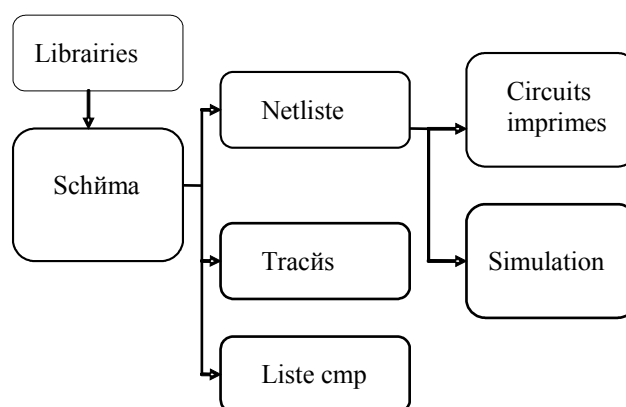 Librairies
Schйma
Netliste
Tracйs
Liste cmp
Circuits
imprimes
Simulation